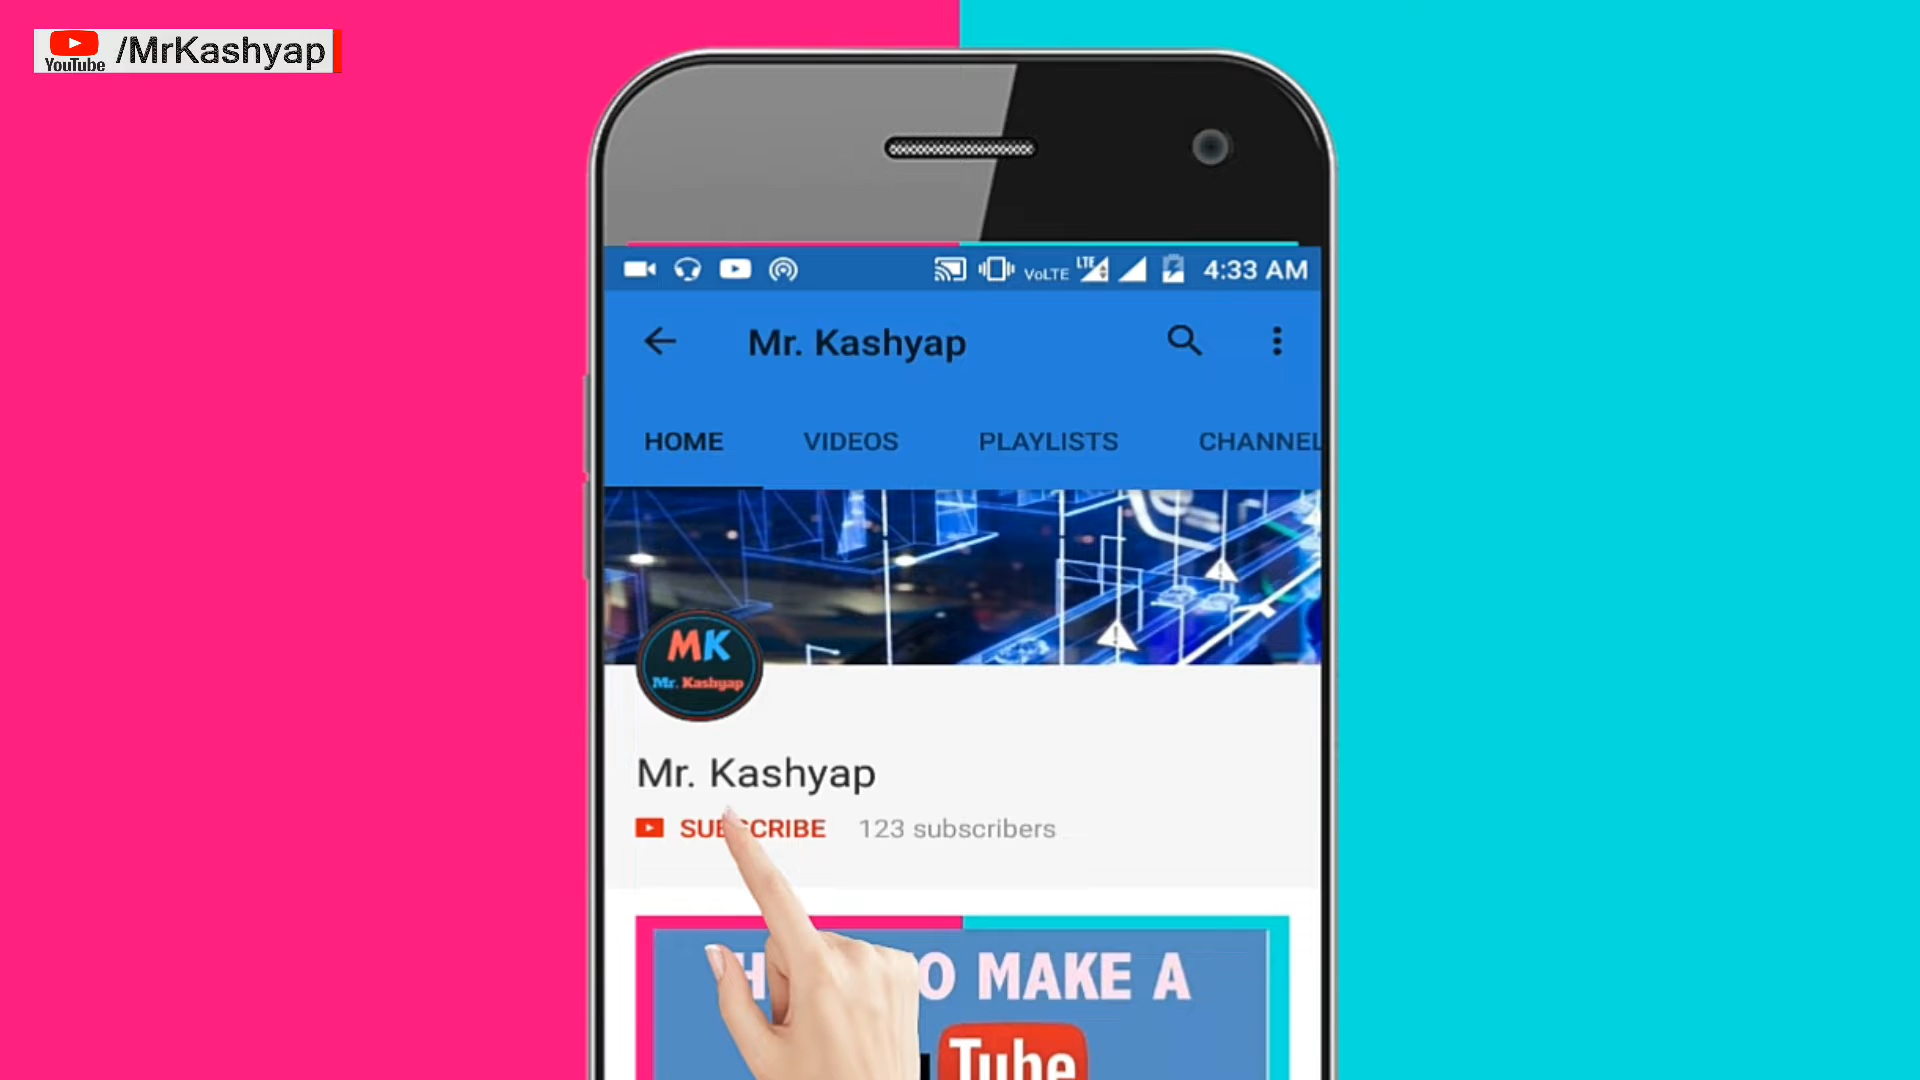 YouTube /MrKashyap
VoLTE LTE 4:33 AM
Mr. Kashyap
HOME VIDEOS PLAYLISTS CHANNEL
MK
Mr. Kashyap
Mr. Kashyap
SUBSCRIBE 123 subscribers
MAKE A
Tube